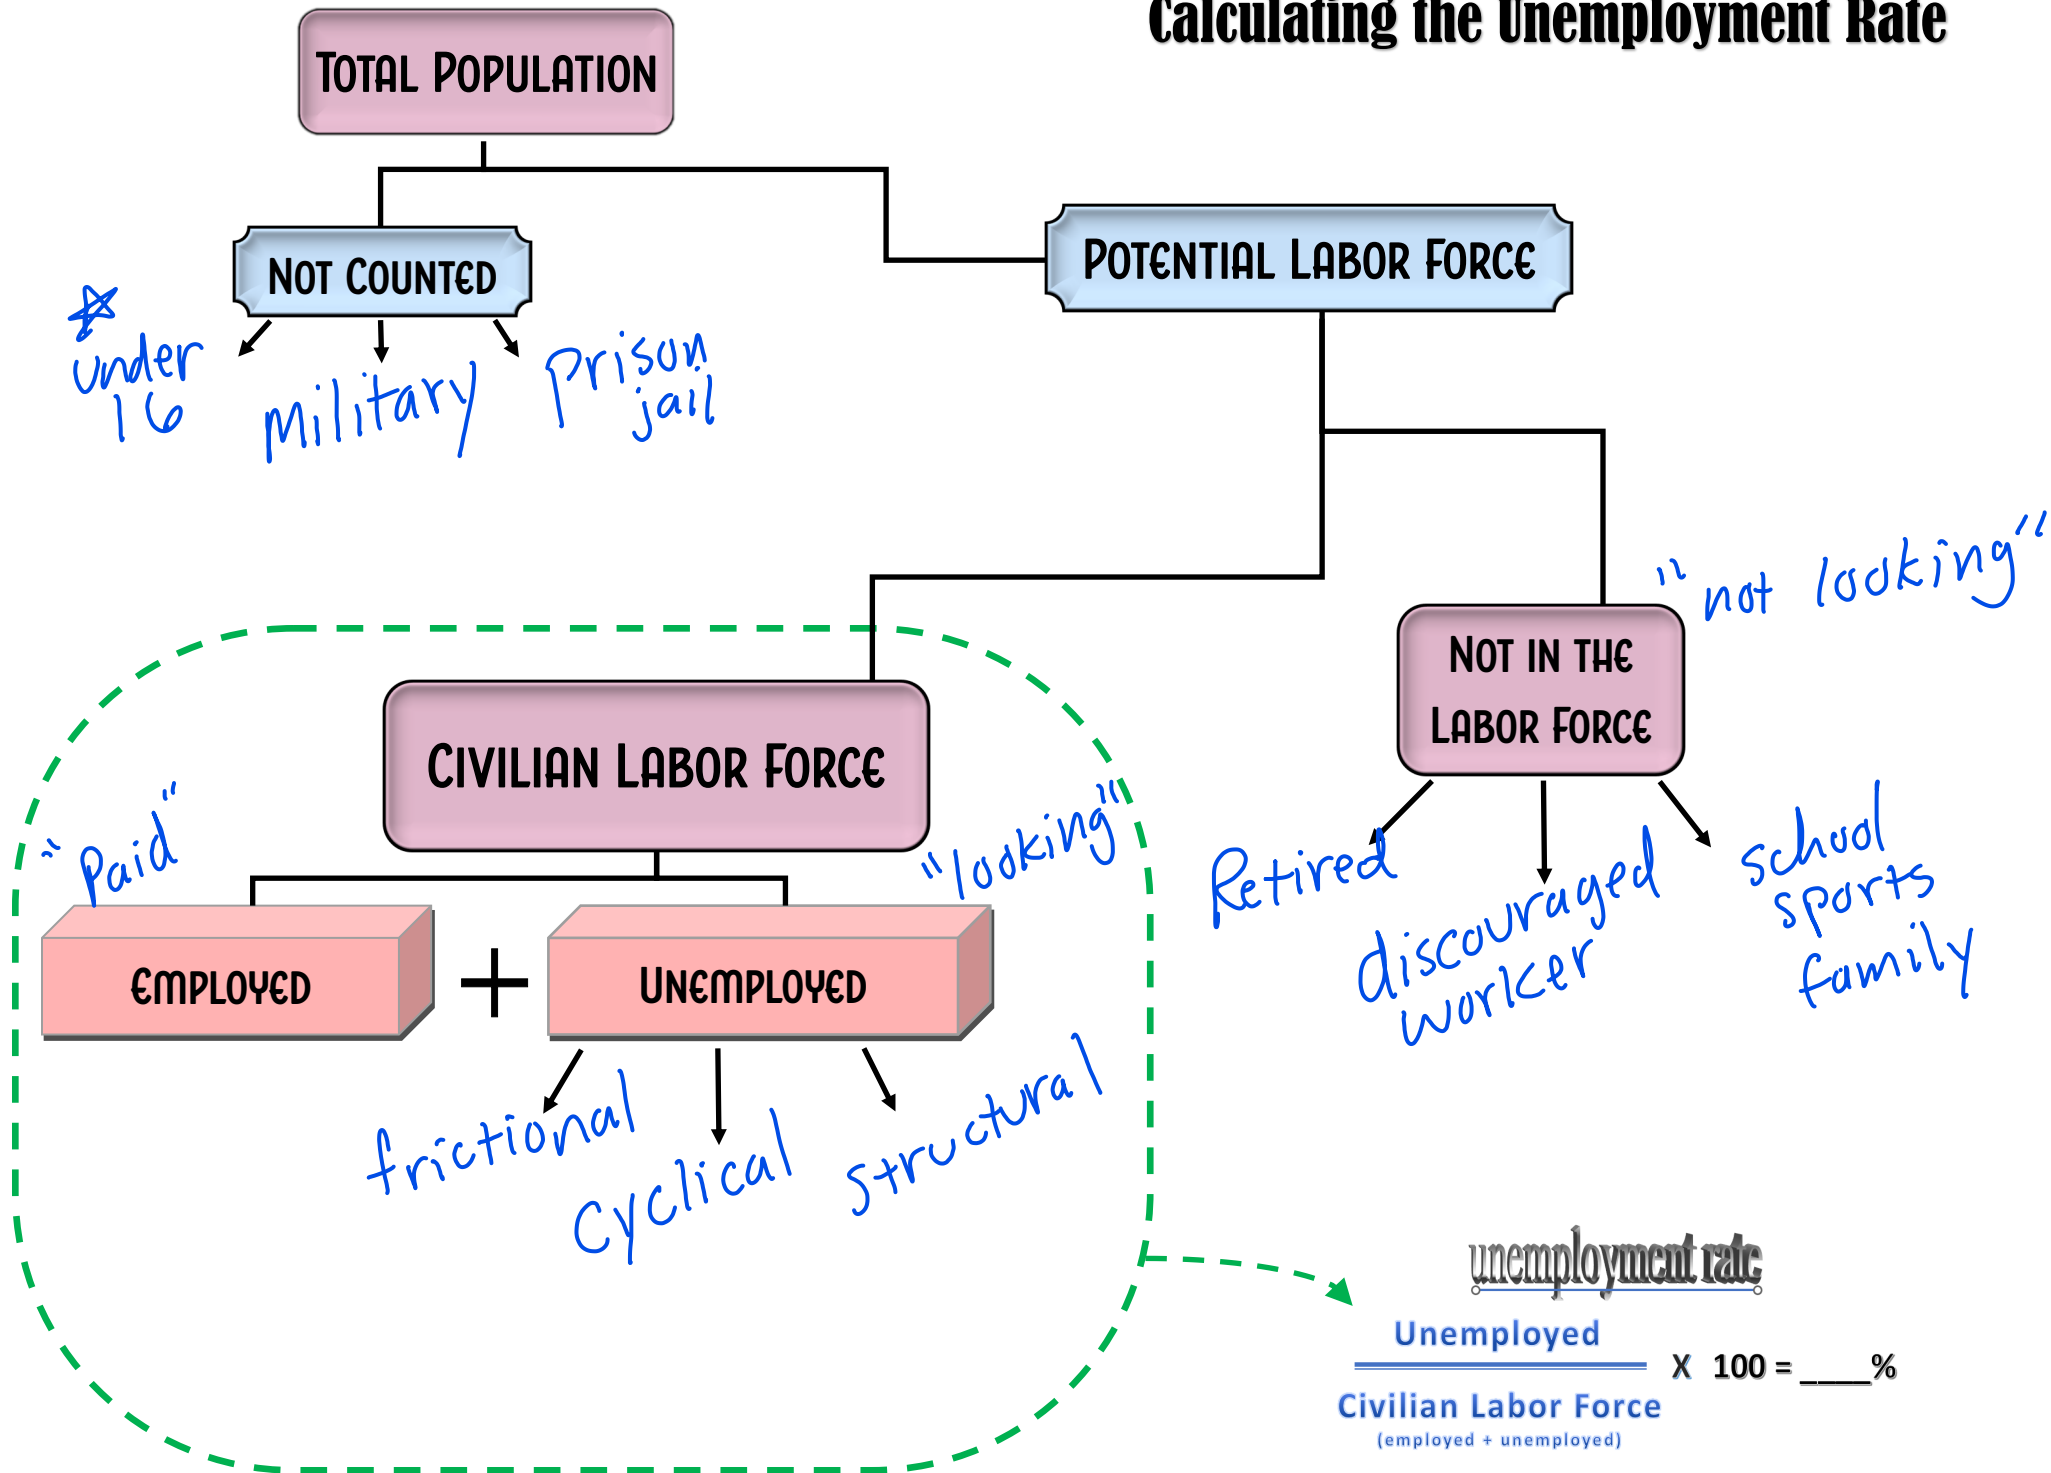 Calculating the Unemployment Rate
TOTAL POPULATION
NOT COUNTED
POTENTIAL LABOR FORCE
under
16
military
prison
jail
"not looking"
NOT IN THE
LABOR FORCE
CIVILIAN LABOR FORCE
"Paid"
"looking"
EMPLOYED
+
UNEMPLOYED
Retired
discouraged
worker
school
sports
family
frictional
Cyclical
structural
unemployment rate
Unemployed
X 100 = ____%
Civilian Labor Force
(employed + unemployed)